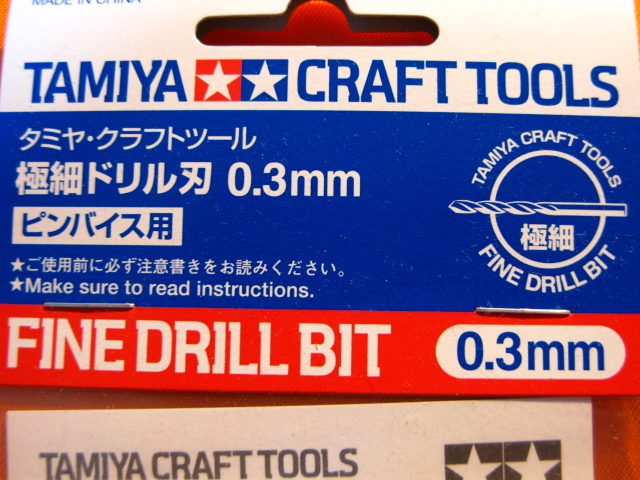 MADE IN CHINA
TAMIYA CRAFT TOOLS
タミヤ・クラフトツール
極細ドリル刃 0.3mm
ピンバイス用
★ご使用前に必ず注意書きをお読みください。
★Make sure to read instructions.
TAMIYA CRAFT TOOLS
極細
FINE DRILL BIT
FINE DRILL BIT
0.3mm
TAMIYA CRAFT TOOLS